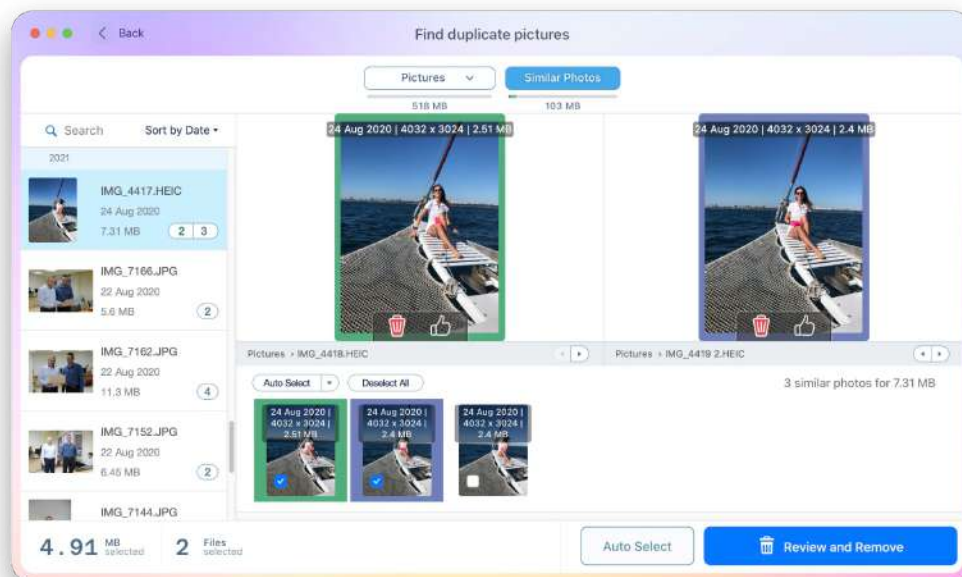 Back
Find duplicate pictures
Pictures
Similar Photos
518 MB
103 MB
Search
Sort by Date
2021
IMG_4417.HEIC
24 Aug 2020
7.31 MB
2 3
IMG_7166.JPG
22 Aug 2020
5.6 MB
2
IMG_7162.JPG
22 Aug 2020
11.3 MB
4
IMG_7152.JPG
22 Aug 2020
6.45 MB
2
IMG_7144.JPG
24 Aug 2020 | 4032 x 3024 | 2.51 MB
24 Aug 2020 | 4032 x 3024 | 2.4 MB
Pictures › IMG_4418.HEIC
Pictures › IMG_4419 2.HEIC
Auto Select
Deselect All
3 similar photos for 7.31 MB
24 Aug 2020 |
4032 x 3024 |
2.51 MB
24 Aug 2020 |
4032 x 3024 |
2.4 MB
24 Aug 2020 |
4032 x 3024 |
2.4 MB
4.91 MB selected
2 Files selected
Auto Select
Review and Remove